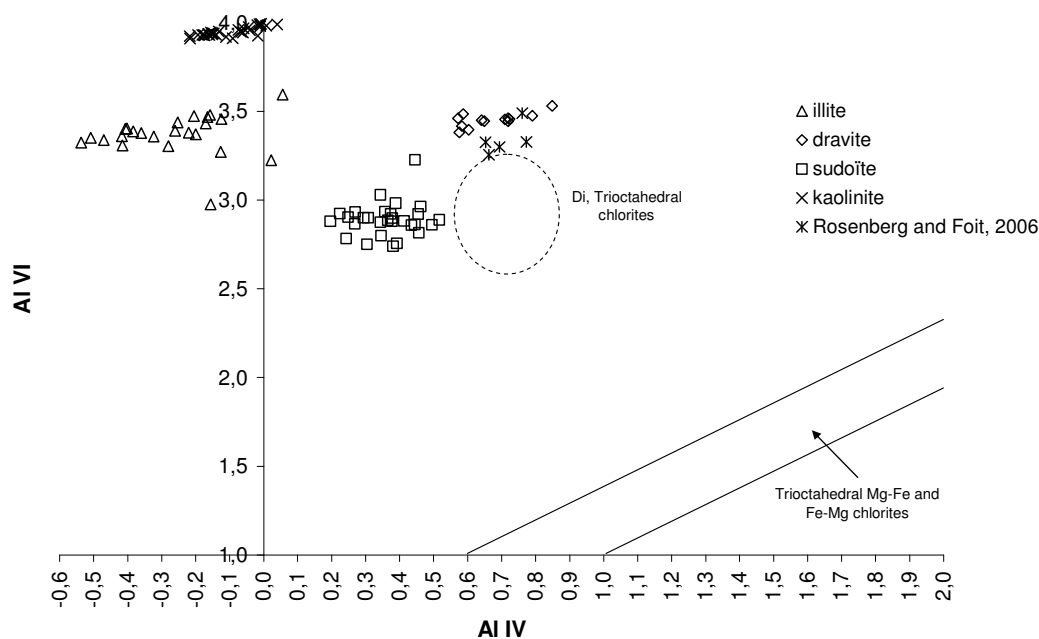 4,0
3,5
3,0
2,5
2,0
1,5
1,0
Al VI
illite
dravite
sudoïte
kaolinite
Rosenberg and Foit, 2006
Di, Trioctahedral
chlorites
Trioctahedral Mg-Fe and
Fe-Mg chlorites
-0,6 -0,5 -0,4 -0,3 -0,2 -0,1 0,0 0,1 0,2 0,3 0,4 0,5 0,6 0,7 0,8 0,9 1,0 1,1 1,2 1,3 1,4 1,5 1,6 1,7 1,8 1,9 2,0
Al IV